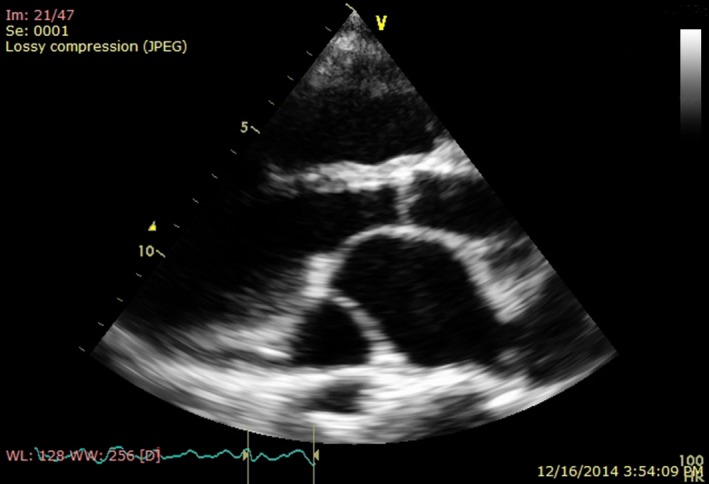 Im: 21/47
Se: 0001
Lossy compression (JPEG)
V
5
10
WL: 128 WW: 256 [D]
100
HR
12/16/2014 3:54:09 PM